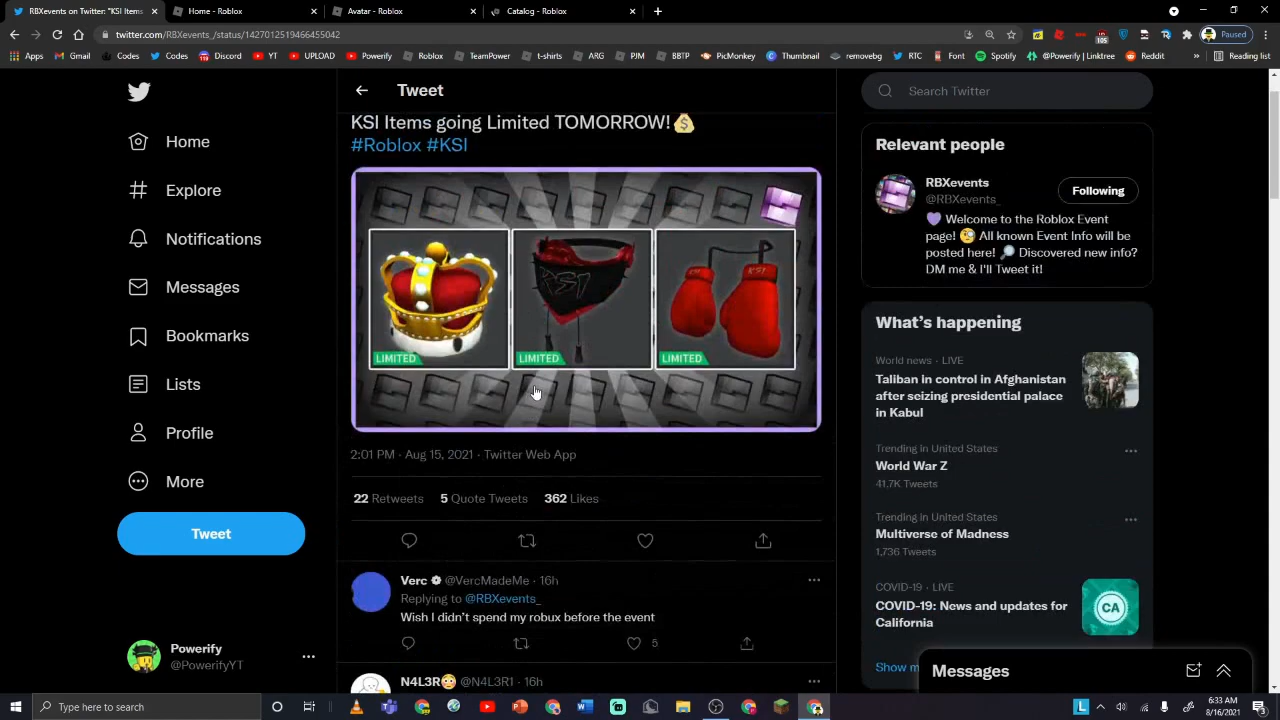 RBXevents on Twitter: "KSI Items
Home - Roblox
Avatar - Roblox
Catalog - Roblox
twitter.com/RBXevents_/status/1427012519466455042
Paused
Apps
Gmail
Codes
Codes
Discord
YT
UPLOAD
Powerify
Roblox
TeamPower
t-shirts
ARG
PJM
BBTP
PicMonkey
Thumbnail
removebg
RTC
Font
Spotify
@Powerify | Linktree
Reddit
»
Reading list
Home
Explore
Notifications
Messages
Bookmarks
Lists
Profile
More
Tweet
Powerify
@PowerifyYT
Tweet
KSI Items going Limited TOMORROW!
#Roblox #KSI
LIMITED
KSI
LIMITED
KSI
LIMITED
2:01 PM · Aug 15, 2021 · Twitter Web App
22 Retweets 5 Quote Tweets 362 Likes
Verc @VercMadeMe · 16h
Replying to @RBXevents_
Wish I didn't spend my robux before the event
5
N4L3R @N4L3R1 · 16h
Search Twitter
Relevant people
RBXevents
@RBXevents_
Following
Welcome to the Roblox Event
page! All known Event Info will be
posted here! Discovered new info?
DM me & I'll Tweet it!
What's happening
World news · LIVE
Taliban in control in Afghanistan
after seizing presidential palace
in Kabul
Trending in United States
World War Z
41.7K Tweets
Trending in United States
Multiverse of Madness
1,736 Tweets
COVID-19 · LIVE
COVID-19: News and updates for
California
CA
Show m
Messages
Type here to search
6:33 AM
8/16/2021